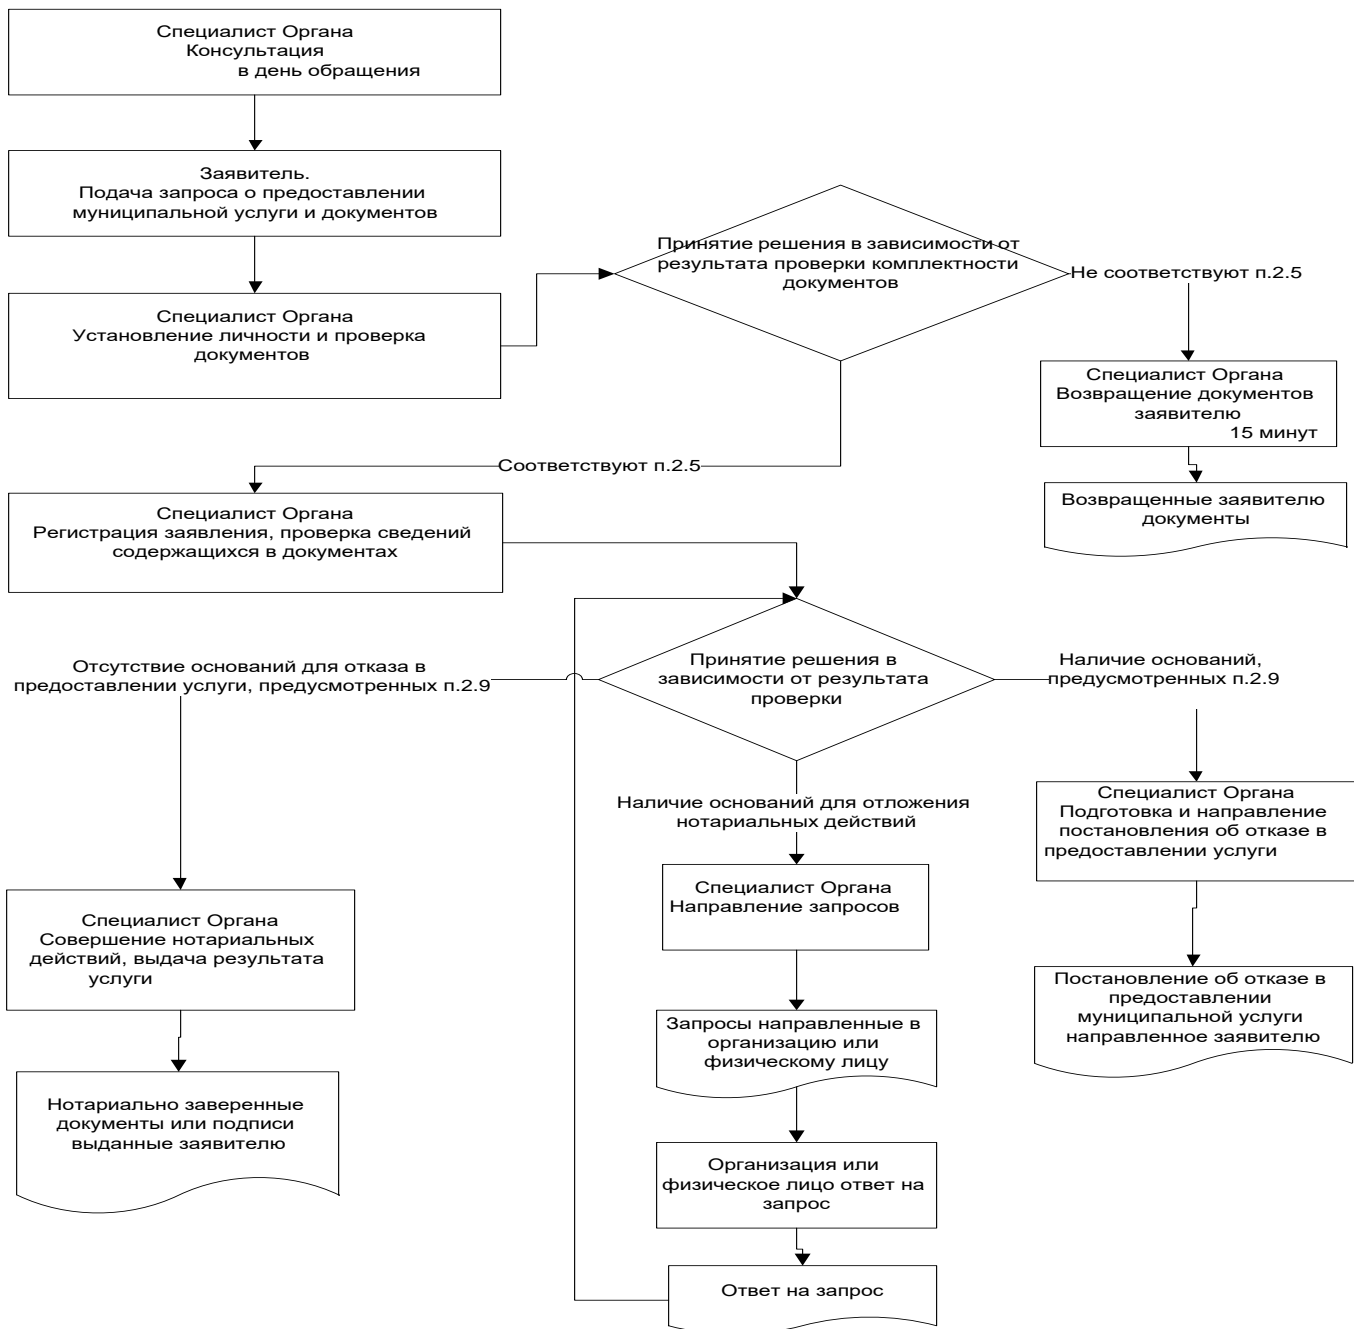 Специалист Органа
Консультация
в день обращения
Заявитель.
Подача запроса о предоставлении
муниципальной услуги и документов
Специалист Органа
Установление личности и проверка
документов
Принятие решения в зависимости от
результата проверки комплектности
документов
Не соответствуют п.2.5
Специалист Органа
Возвращение документов
заявителю
15 минут
Возвращенные заявителю
документы
Соответствуют п.2.5
Специалист Органа
Регистрация заявления, проверка сведений
содержащихся в документах
Принятие решения в
зависимости от результата
проверки
Отсутствие оснований для отказа в
предоставлении услуги, предусмотренных п.2.9
Наличие оснований,
предусмотренных п.2.9
Наличие оснований для отложения
нотариальных действий
Специалист Органа
Подготовка и направление
постановления об отказе в
предоставлении услуги
Специалист Органа
Направление запросов
Специалист Органа
Совершение нотариальных
действий, выдача результата
услуги
Постановление об отказе в
предоставлении
муниципальной услуги
направленное заявителю
Запросы направленные в
организацию или
физическому лицу
Нотариально заверенные
документы или подписи
выданные заявителю
Организация или
физическое лицо ответ на
запрос
Ответ на запрос